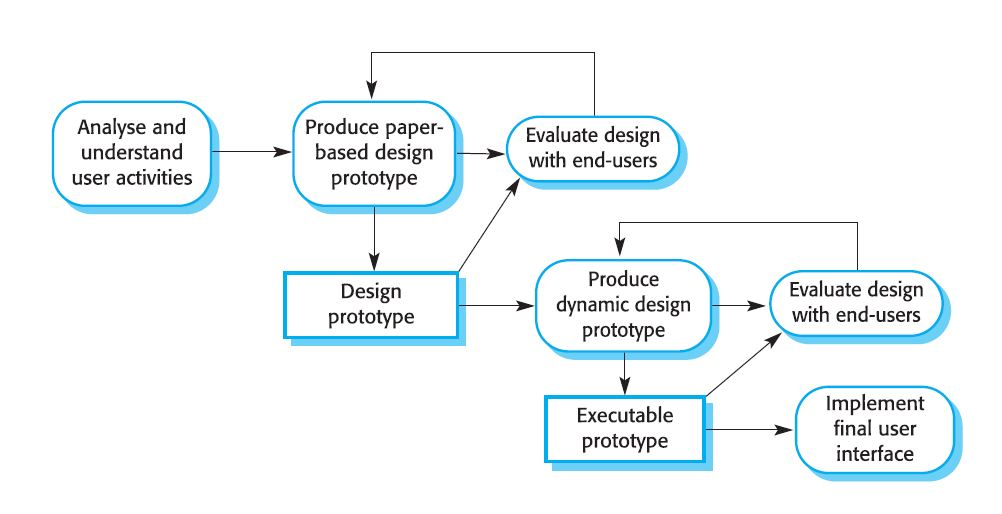 Analyse and
understand
user activities
Produce paper-
based design
prototype
Evaluate design
with end-users
Design
prototype
Produce
dynamic design
prototype
Evaluate design
with end-users
Executable
prototype
Implement
final user
interface